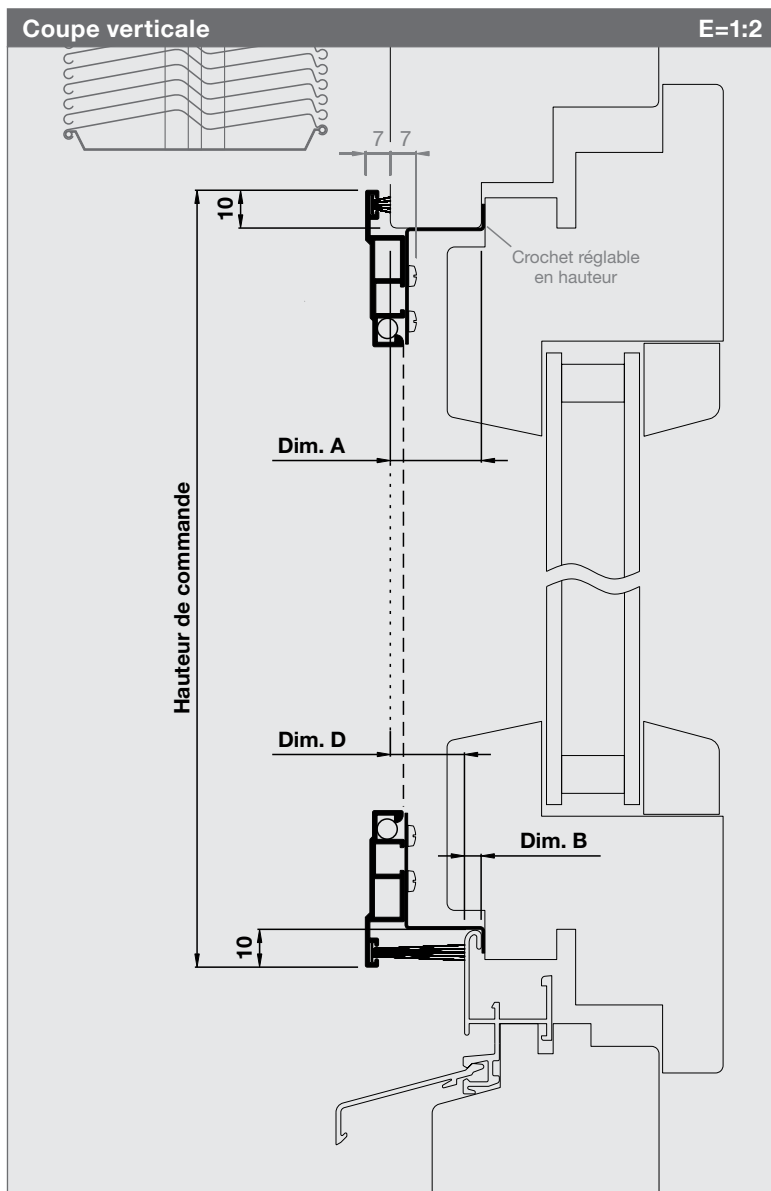 Coupe verticale E=1:2
7 7
10
Crochet réglable
en hauteur
Dim. A
Hauteur de commande
Dim. D
Dim. B
10